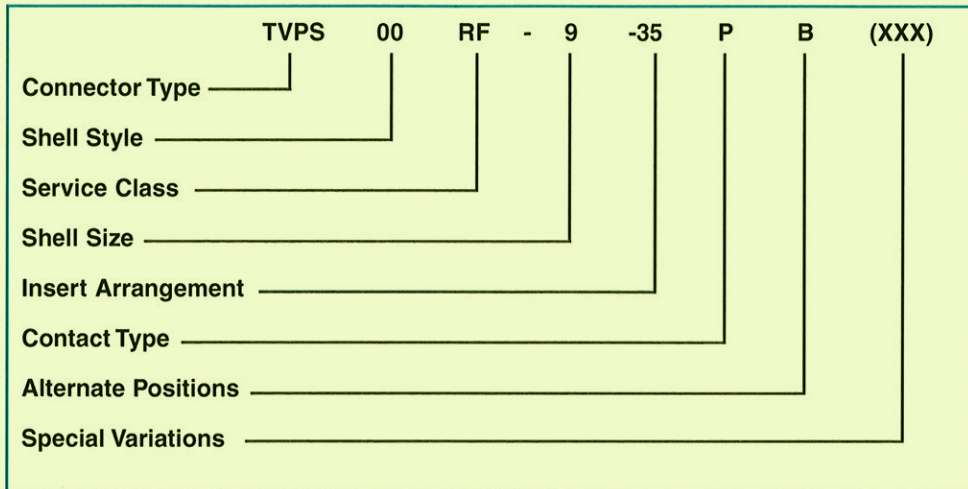 TVPS 00 RF - 9 -35 P B (XXX)
Connector Type
Shell Style
Service Class
Shell Size
Insert Arrangement
Contact Type
Alternate Positions
Special Variations